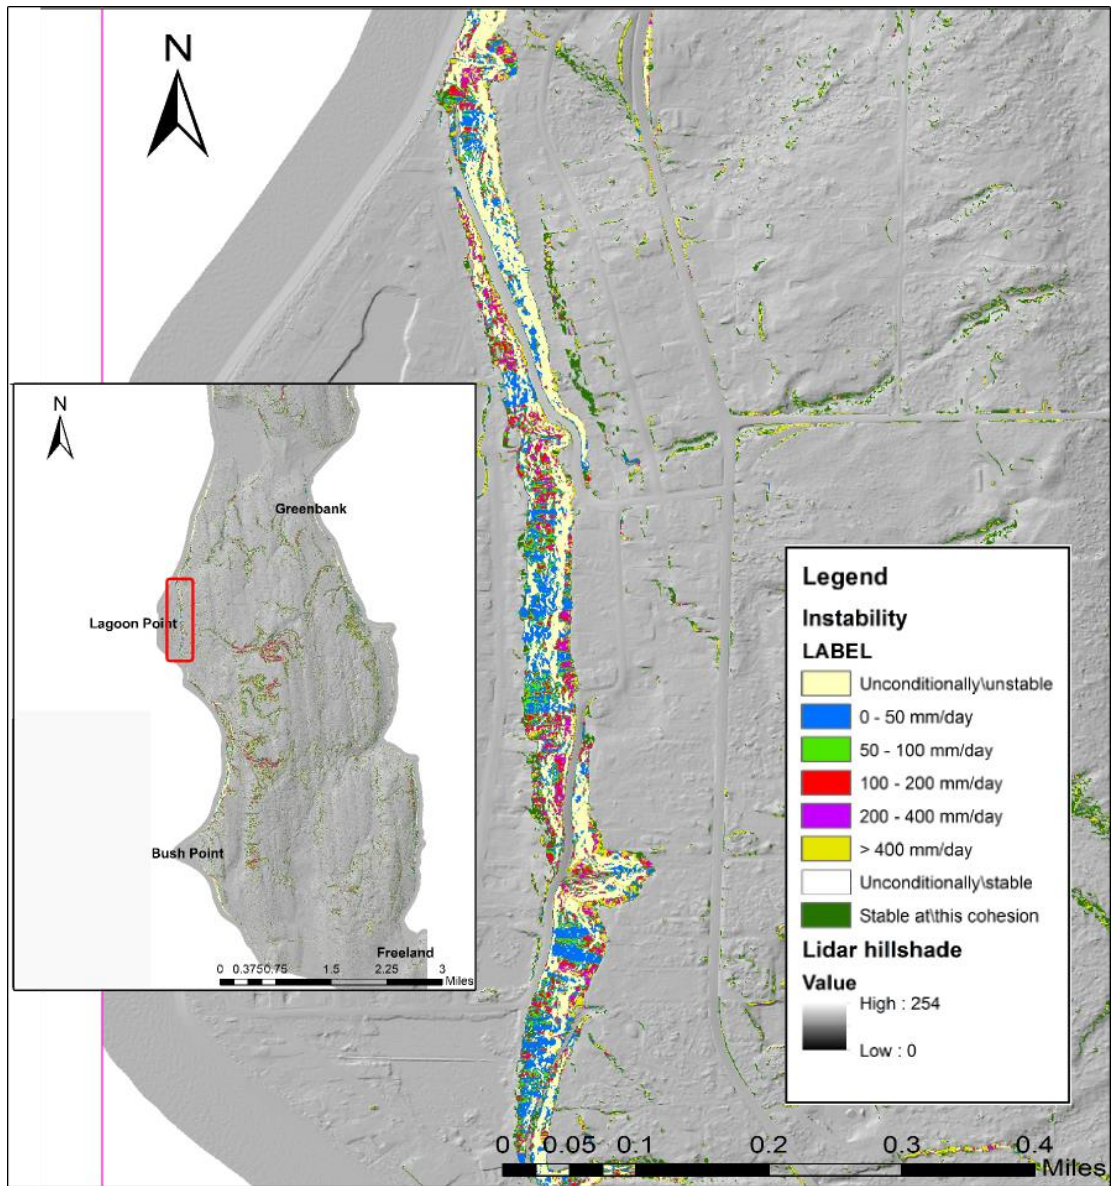 N
N
Greenbank
Lagoon Point
Bush Point
Freeland
0 0.375 0.75 1.5 2.25 3
Miles
Legend
Instability
LABEL
Unconditionally\unstable
0 - 50 mm/day
50 - 100 mm/day
100 - 200 mm/day
200 - 400 mm/day
> 400 mm/day
Unconditionally\stable
Stable at\this cohesion
Lidar hillshade
Value
High : 254
Low : 0
0 0.05 0.1 0.2 0.3 0.4
Miles